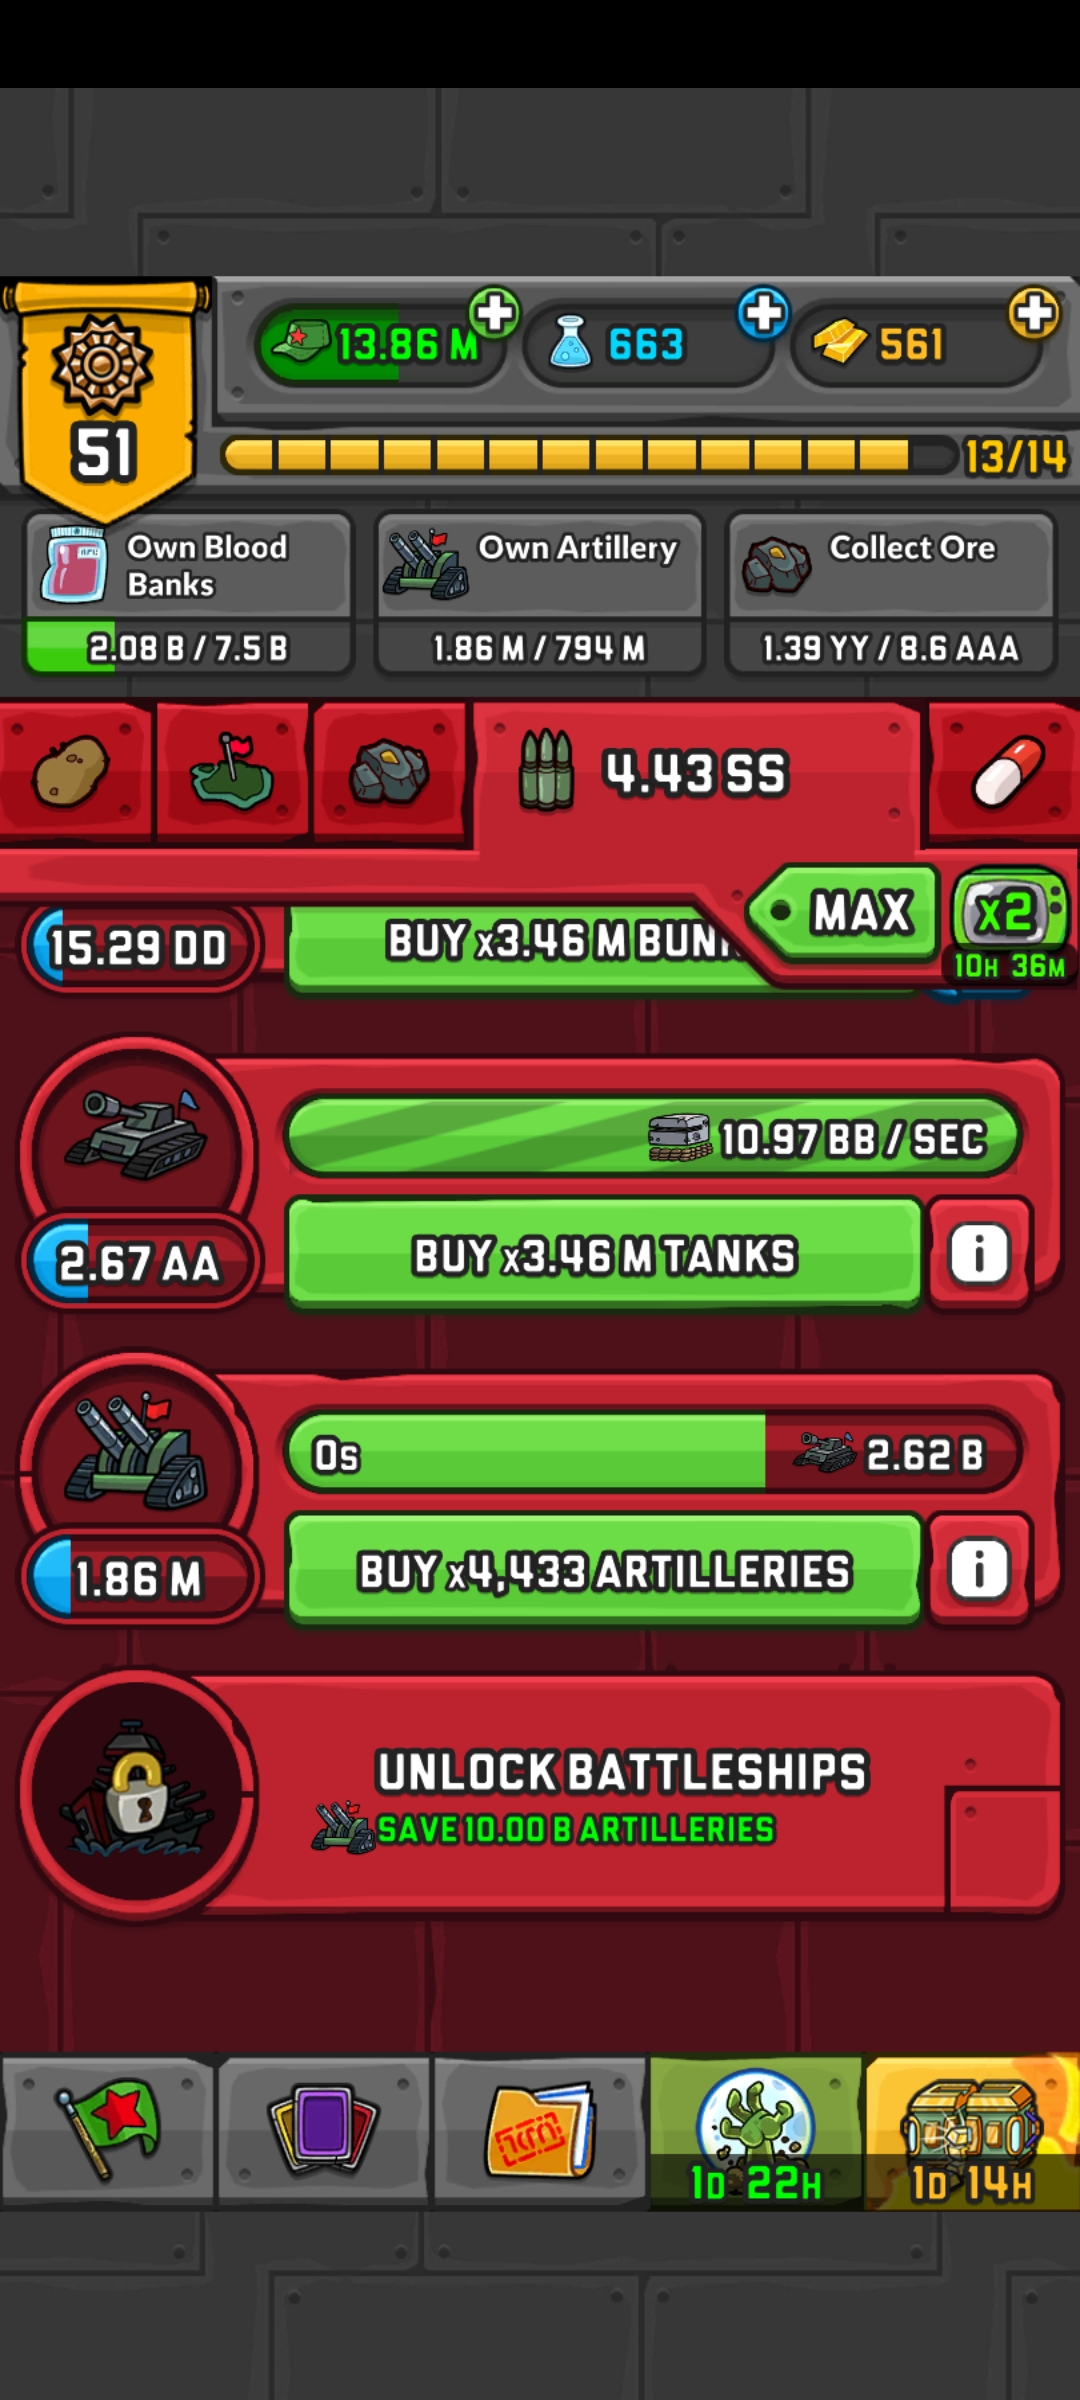 13.86 M
663
561
51
13/14
Own Blood
Banks
2.08 B / 7.5 B
Own Artillery
1.86 M / 794 M
Collect Ore
1.39 YY / 8.6 AAA
4.43 SS
MAX
x2
10H 36M
15.29 DD
BUY x3.46 M
10.97 BB / SEC
2.67 AA
BUY x3.46 M TANKS
i
0s
2.62 B
1.86 M
BUY x4,433 ARTILLERIES
i
UNLOCK BATTLESHIPS
SAVE 10.00 B ARTILLERIES
1D 22H
1D 14H